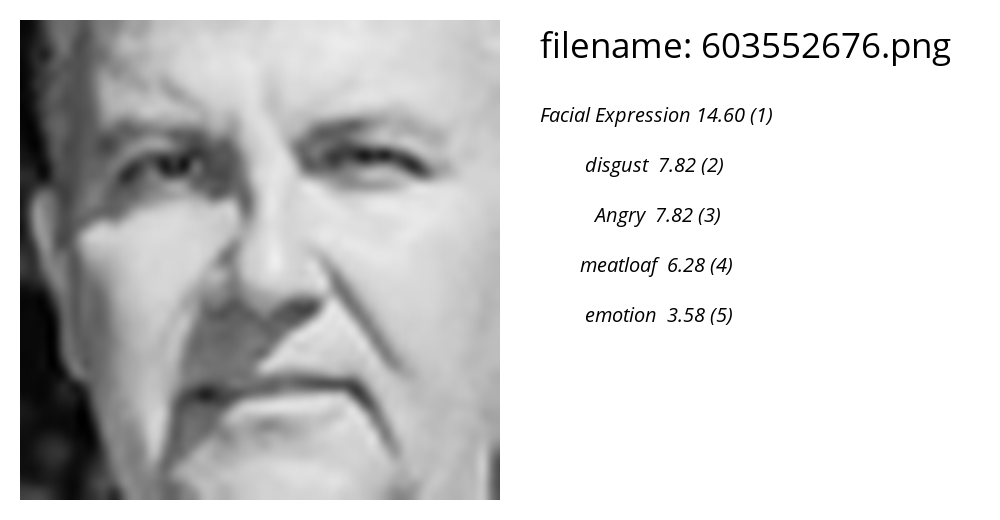 filename: 603552676.png
Facial Expression 14.60 (1)
disgust 7.82 (2)
Angry 7.82 (3)
meatloaf 6.28 (4)
emotion 3.58 (5)